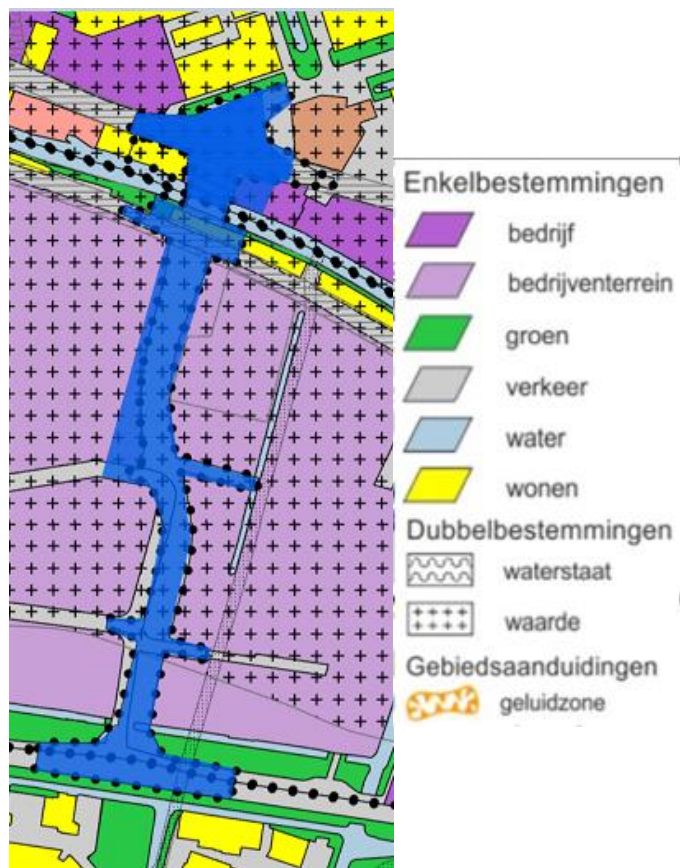 Enkelbestemmingen
bedrijf
bedrijventerrein
groen
verkeer
water
wonen
Dubbelbestemmingen
waterstaat
waarde
Gebiedsaanduidingen
geluidzone